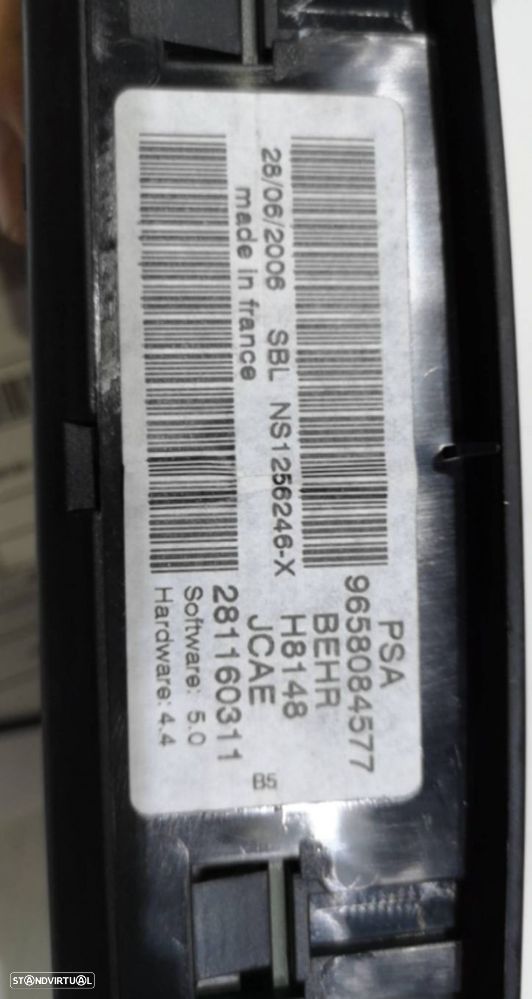 PSA
9658084577
BEHR
H8148
JCAE
281160311
Software: 5.0
Hardware: 4.4
B5
28/06/2006 SBL NS1256246-X
made in france
STANDVIRTUAL